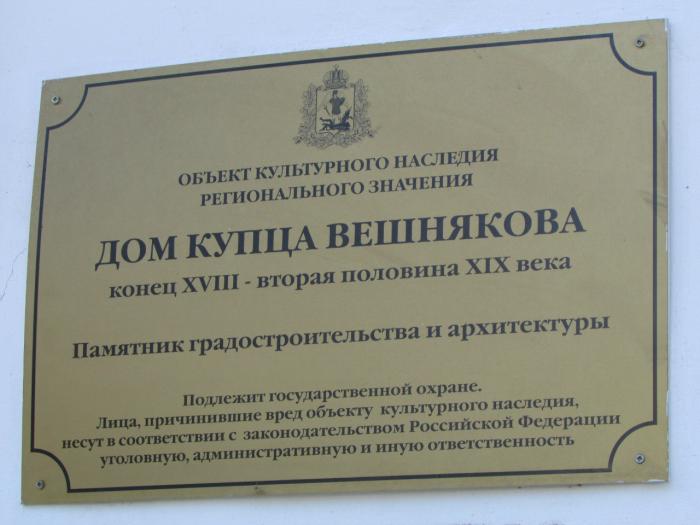 ОБЪЕКТ КУЛЬТУРНОГО НАСЛЕДИЯ
РЕГИОНАЛЬНОГО ЗНАЧЕНИЯ
ДОМ КУПЦА ВЕШНЯКОВА
конец XVIII - вторая половина XIX века
Памятник градостроительства и архитектуры
Подлежит государственной охране.
Лица, причинившие вред объекту культурного наследия,
несут в соответствии с законодательством Российской Федерации
уголовную, административную и иную ответственность